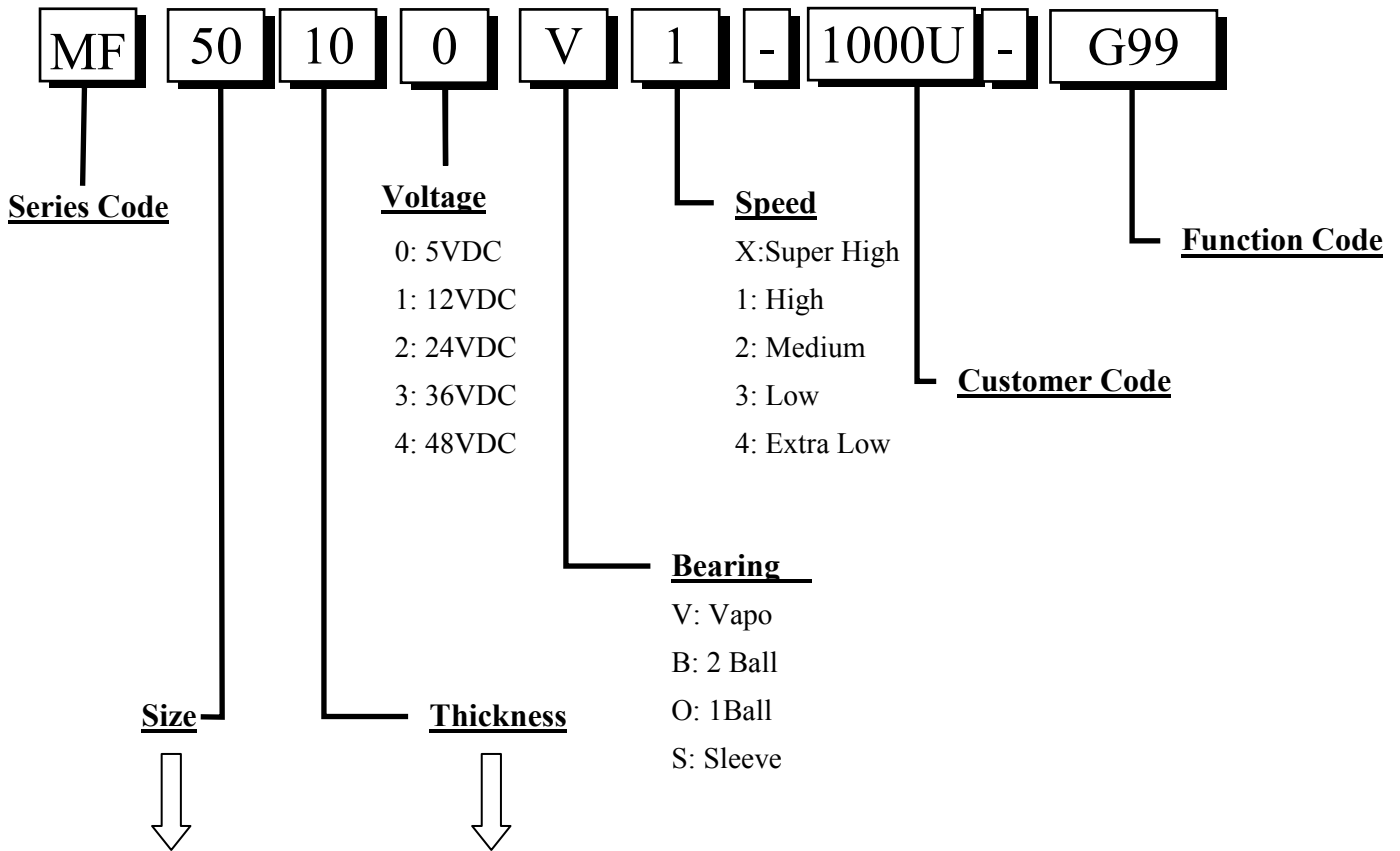 MF 50 10 0 V 1 - 1000U - G99
Series Code
Voltage
0: 5VDC
1: 12VDC
2: 24VDC
3: 36VDC
4: 48VDC
Speed
X:Super High
1: High
2: Medium
3: Low
4: Extra Low
Function Code
Customer Code
Bearing
V: Vapo
B: 2 Ball
O: 1Ball
S: Sleeve
Size
Thickness